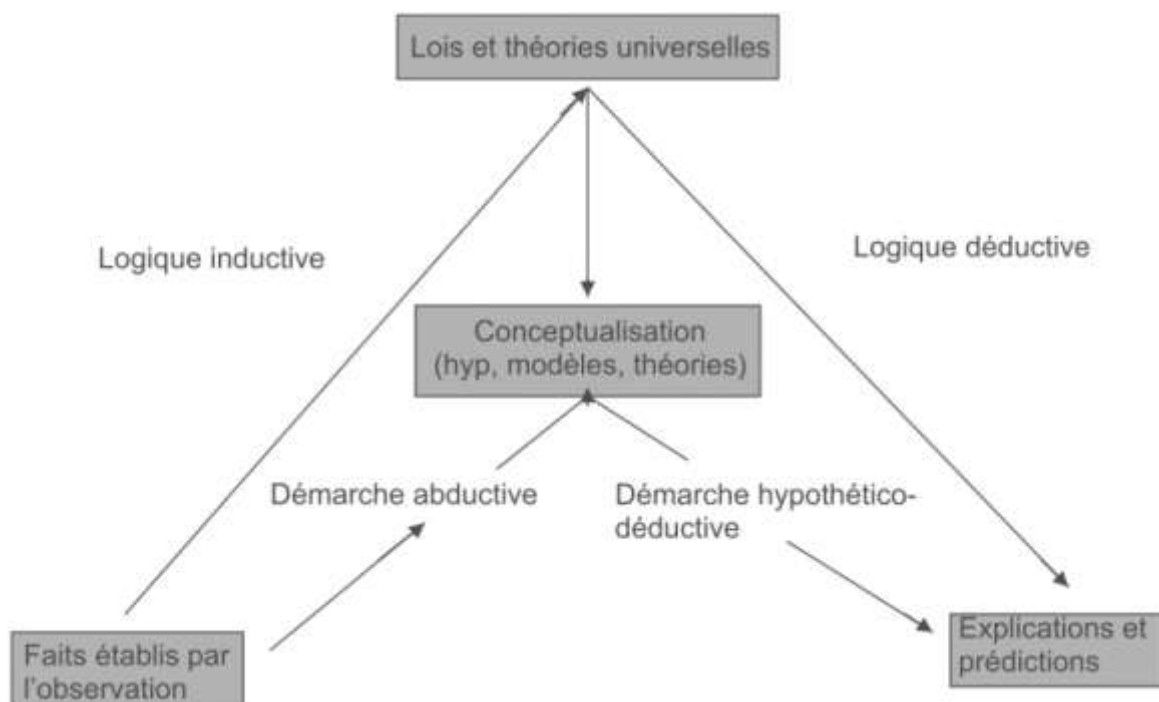 Lois et théories universelles
Logique inductive
Logique déductive
Conceptualisation
(hyp, modèles, théories)
Démarche abductive
Démarche hypothético-
déductive
Faits établis par
l'observation
Explications et
prédictions